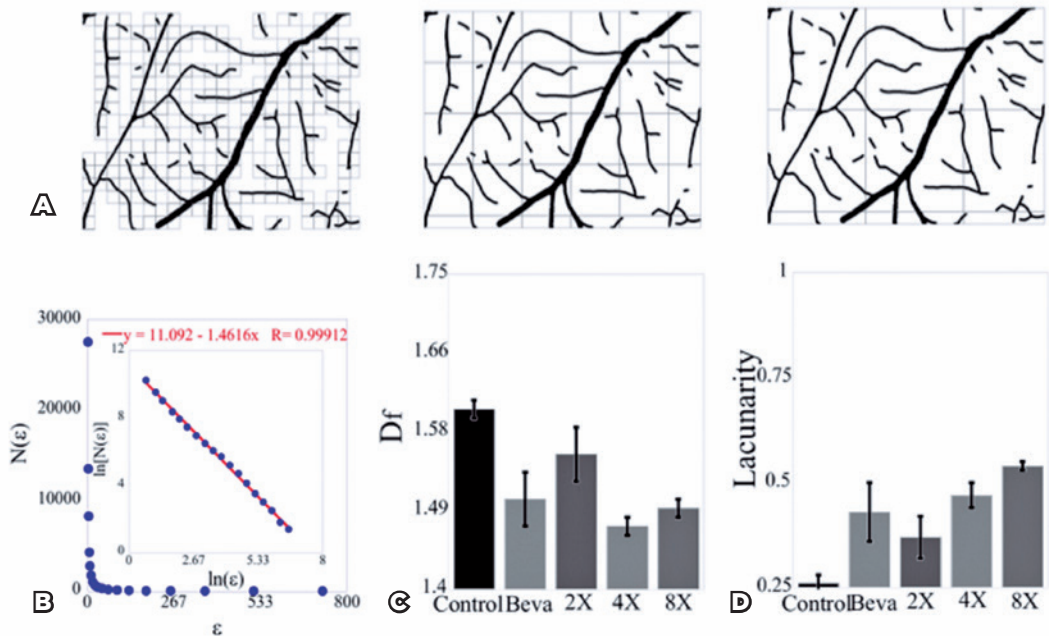 A
30000
20000
10000
0
N(ε)
y = 11.092 - 1.4616x R= 0.99912
12
8
4
0
ln[N(ε)]
0 2.67 5.33 8
ln(ε)
0 267 533 800
ε
B
1.75
1.66
1.58
1.49
1.4
Df
Control Beva 2X 4X 8X
C
1
0.75
0.5
0.25
Lacunarity
Control Beva 2X 4X 8X
D